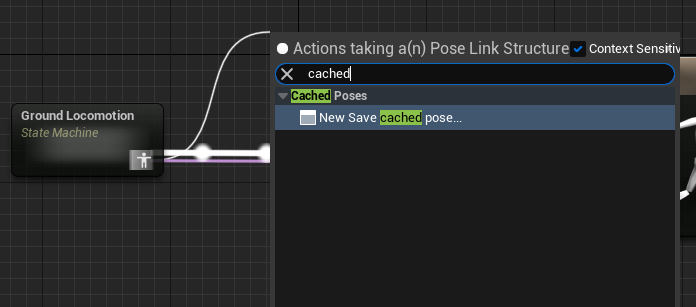 Actions taking a(n) Pose Link Structure
Context Sensitiv
cached
Cached Poses
New Save cached pose...
Ground Locomotion
State Machine